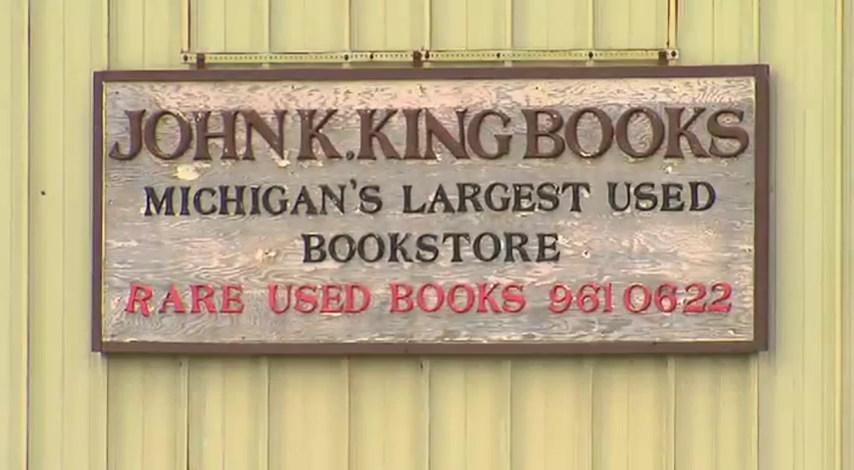 JOHN K. KING BOOKS
MICHIGAN'S LARGEST USED
BOOKSTORE
RARE USED BOOKS 961 0622